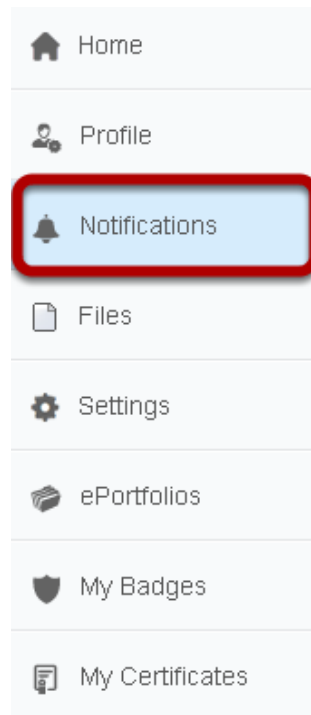 Home
Profile
Notifications
Files
Settings
ePortfolios
My Badges
My Certificates